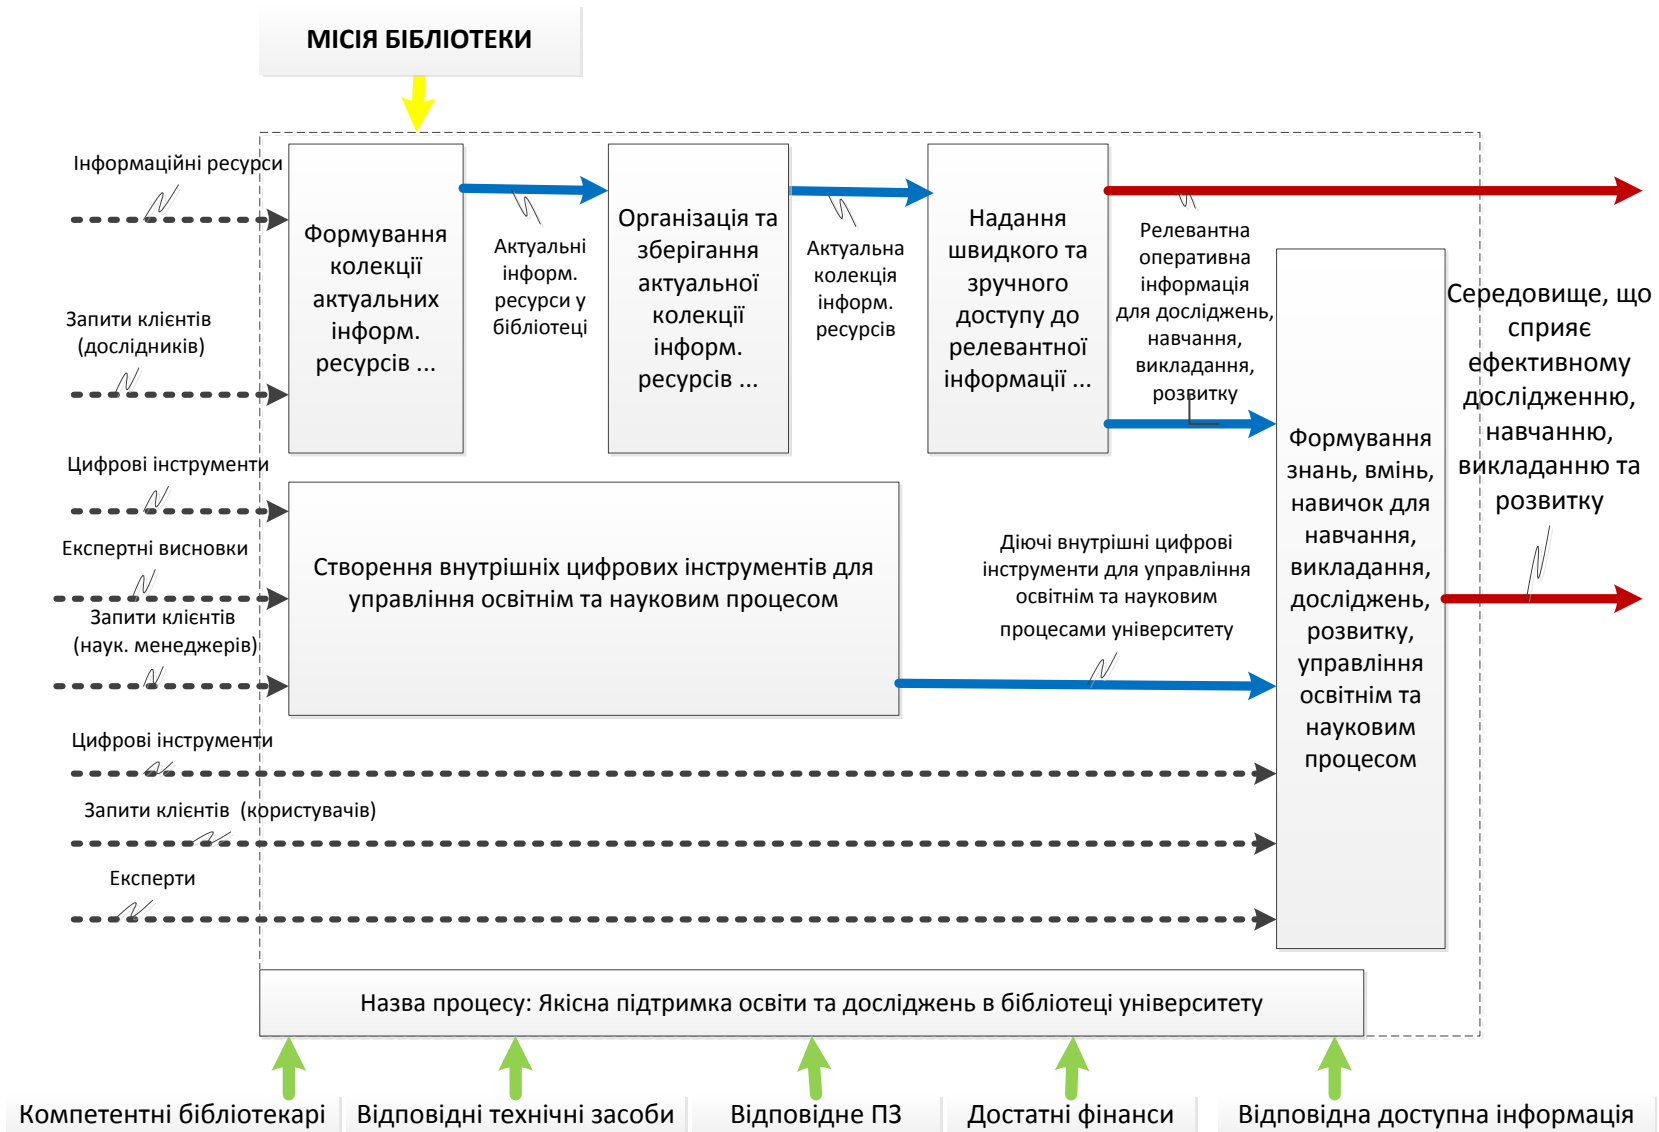 МІСІЯ БІБЛІОТЕКИ
Інформаційні ресурси
Запити клієнтів
(дослідників)
Цифрові інструменти
Експертні висновки
Запити клієнтів
(наук. менеджерів)
Цифрові інструменти
Запити клієнтів (користувачів)
Експерти
Формування
колекції
актуальних
інформ.
ресурсів ...
Актуальні
інформ.
ресурси у
бібліотеці
Організація та
зберігання
актуальної
колекції
інформ.
ресурсів ...
Актуальна
колекція
інформ.
ресурсів
Надання
швидкого та
зручного
доступу до
релевантної
інформації ...
Релевантна
оперативна
інформація
для досліджень,
навчання,
викладання,
розвитку
Створення внутрішніх цифрових інструментів для
управління освітнім та науковим процесом
Діючі внутрішні цифрові
інструменти для управління
освітнім та науковим
процесами університету
Формування
знань, вмінь,
навичок для
навчання,
викладання,
досліджень,
розвитку,
управління
освітнім та
науковим
процесом
Середовище, що
сприяє
ефективному
дослідженню,
навчанню,
викладанню та
розвитку
Назва процесу: Якісна підтримка освіти та досліджень в бібліотеці університету
Компетентні бібліотекарі
Відповідні технічні засоби
Відповідне ПЗ
Достатні фінанси
Відповідна доступна інформація